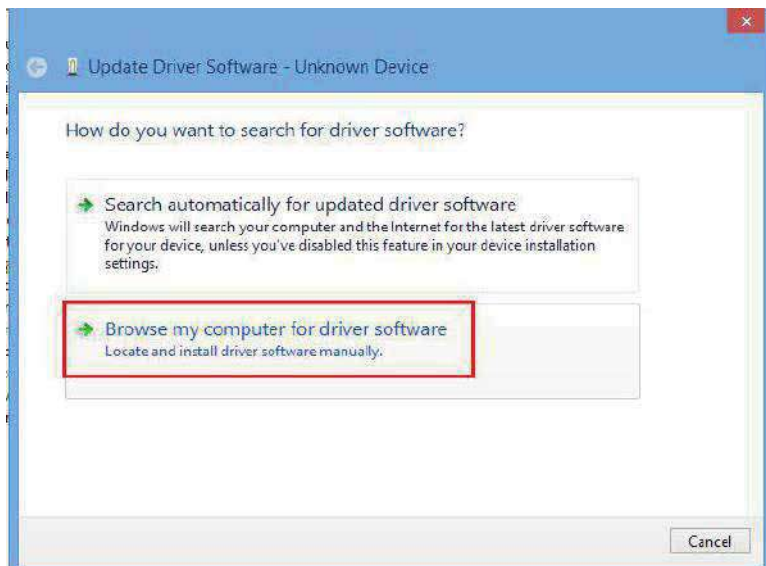 Update Driver Software - Unknown Device
How do you want to search for driver software?
Search automatically for updated driver software
Windows will search your computer and the Internet for the latest driver software
for your device, unless you've disabled this feature in your device installation
settings.
Browse my computer for driver software
Locate and install driver software manually.
Cancel